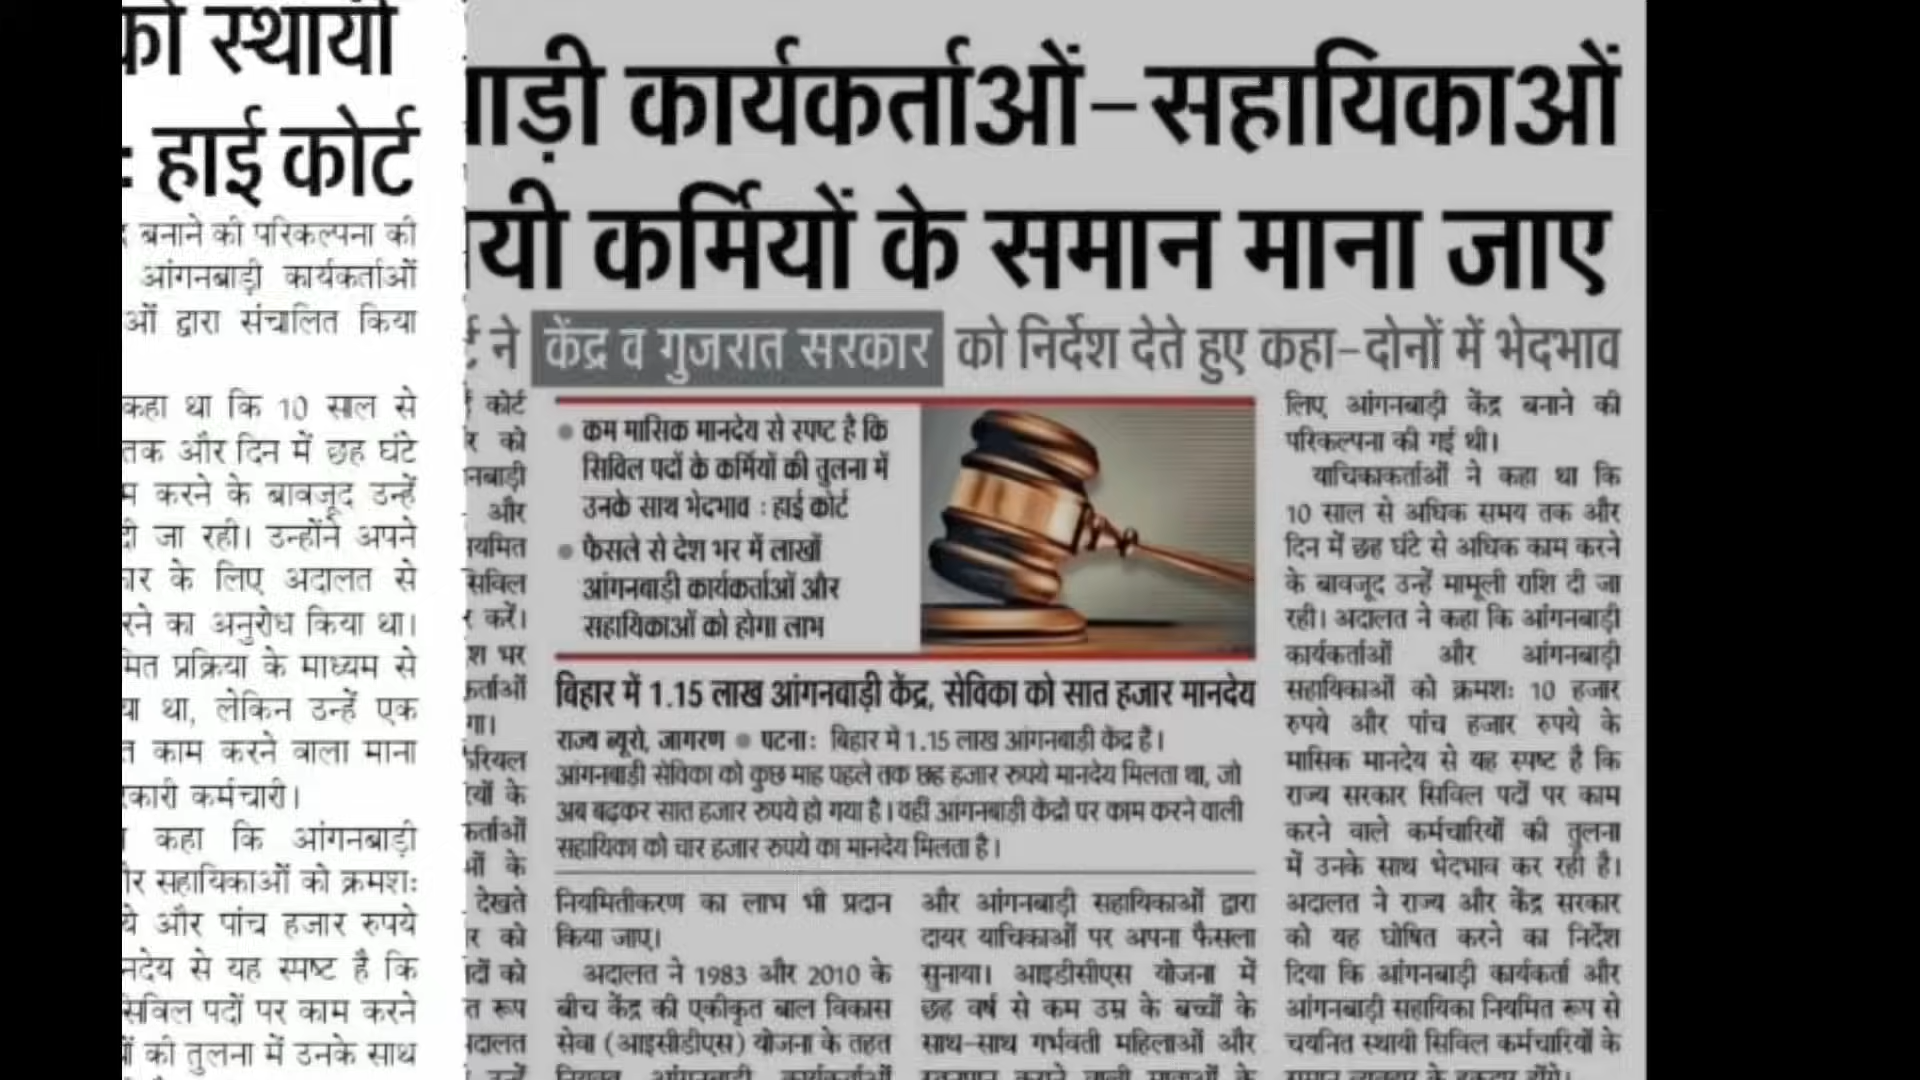 को स्थायी
: हाई कोर्ट
बनाने की परिकल्पना की
आंगनबाड़ी कार्यकर्ताओं
ओं द्वारा संचालित किया
कहा था कि 10 साल से
तक और दिन में छह घंटे
म करने के बावजूद उन्हें
दी जा रही। उन्होंने अपने
के लिए अदालत से
रने का अनुरोध किया था।
मित प्रक्रिया के माध्यम से
था, लेकिन उन्हें एक
त काम करने वाला माना
रकारी कर्मचारी।
कहा कि आंगनबाड़ी
सहायिकाओं को क्रमशः
और पांच हजार रुपये
नदेय से यह स्पष्ट है कि
सिविल पदों पर काम करने
की तुलना में उनके साथ
ाड़ी कार्यकर्ताओं-सहायिकाओं
यी कर्मियों के समान माना जाए
ने केंद्र व गुजरात सरकार को निर्देश देते हुए कहा-दोनों में भेदभाव
कोर्ट
को
नबाड़ी
और
यमित
सिविल
करें।
भर
र्ताओं
गा।
रियल
के
र्ताओं
के
देखते
को
को
रूप
दालत
उन्हें
• कम मासिक मानदेय से स्पष्ट है कि
सिविल पदों के कर्मियों की तुलना में
उनके साथ भेदभाव : हाई कोर्ट
• फैसले से देश भर में लाखों
आंगनबाड़ी कार्यकर्ताओं और
सहायिकाओं को होगा लाभ
बिहार में 1.15 लाख आंगनवाड़ी केंद्र, सेविका को सात हजार मानदेय
राज्य ब्यूरो, जागरण • पटना: बिहार में 1.15 लाख आंगनबाड़ी केंद्र हैं।
आंगनबाड़ी सेविका को कुछ माह पहले तक छह हजार रुपये मानदेय मिलता था, जो
अब बढ़कर सात हजार रुपये हो गया है। वहीं आंगनबाड़ी केंद्रों पर काम करने वाली
सहायिका को चार हजार रुपये का मानदेय मिलता है।
नियमितीकरण का लाभ भी प्रदान
किया जाए।
अदालत ने 1983 और 2010 के
बीच केंद्र की एकीकृत बाल विकास
सेवा (आइसीडीएस) योजना के तहत
नियुक्त आंगनबाड़ी कार्यकर्ताओं
और आंगनबाड़ी सहायिकाओं द्वारा
दायर याचिकाओं पर अपना फैसला
सुनाया। आइडीसीएस योजना में
छह वर्ष से कम उम्र के बच्चों के
साथ-साथ गर्भवती महिलाओं और
स्तनपान कराने वाली माताओं के
लिए आंगनबाड़ी केंद्र बनाने की
परिकल्पना की गई थी।
याचिकाकर्ताओं ने कहा था कि
10 साल से अधिक समय तक और
दिन में छह घंटे से अधिक काम करने
के बावजूद उन्हें मामूली राशि दी जा
रही। अदालत ने कहा कि आंगनबाड़ी
कार्यकर्ताओं और आंगनबाड़ी
सहायिकाओं को क्रमशः 10 हजार
रुपये और पांच हजार रुपये के
मासिक मानदेय से यह स्पष्ट है कि
राज्य सरकार सिविल पदों पर काम
करने वाले कर्मचारियों की तुलना
में उनके साथ भेदभाव कर रही है।
अदालत ने राज्य और केंद्र सरकार
को यह घोषित करने का निर्देश
दिया कि आंगनबाड़ी कार्यकर्ता और
आंगनबाड़ी सहायिका नियमित रूप से
चयनित स्थायी सिविल कर्मचारियों के
समान व्यवहार के हकदार होंगे।